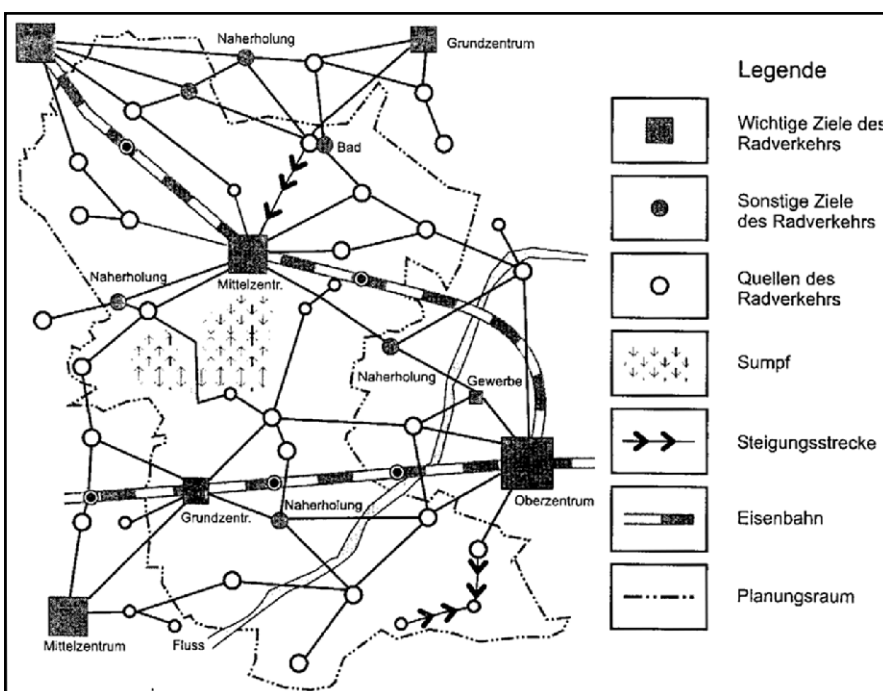 Naherholung
Grundzentrum
Bad
Naherholung
Mittelzentr.
Naherholung
Gewerbe
Oberzentrum
Grundzentr.
Naherholung
Mittelzentrum
Fluss
Legende
Wichtige Ziele des
Radverkehrs
Sonstige Ziele
des Radverkehrs
Quellen des
Radverkehrs
Sumpf
Steigungsstrecke
Eisenbahn
Planungsraum